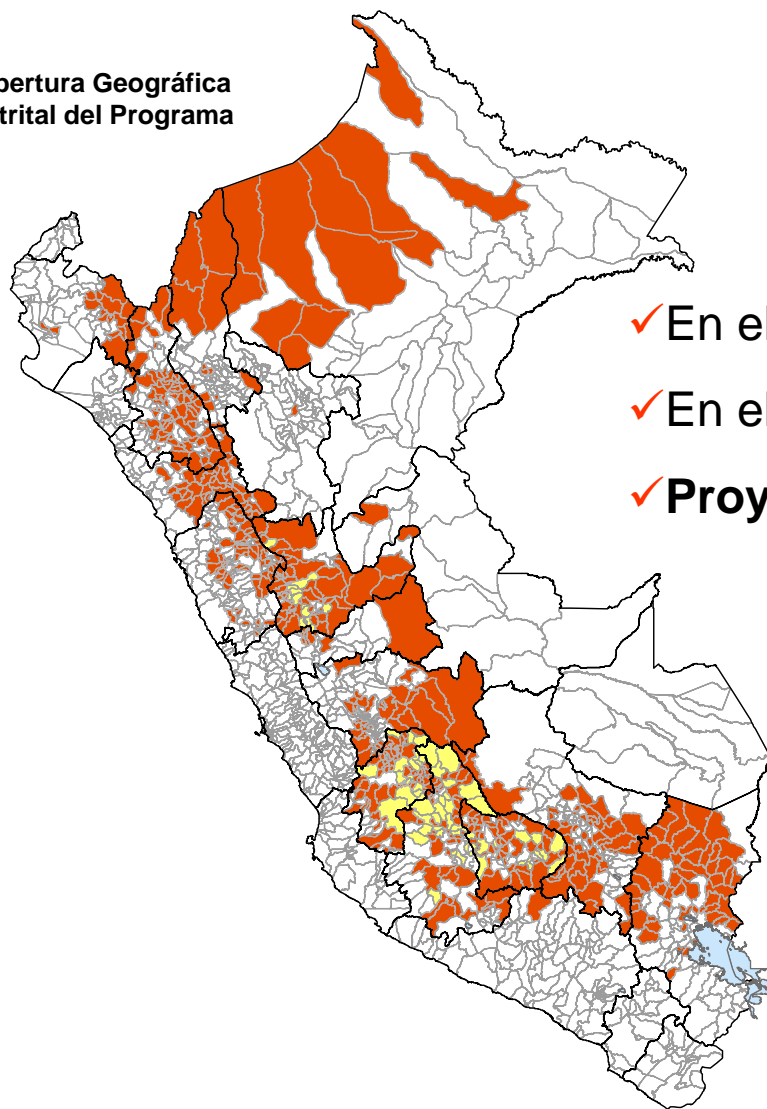 bertura Geográfica
trital del Programa
✓En el
✓En el
✓Proy